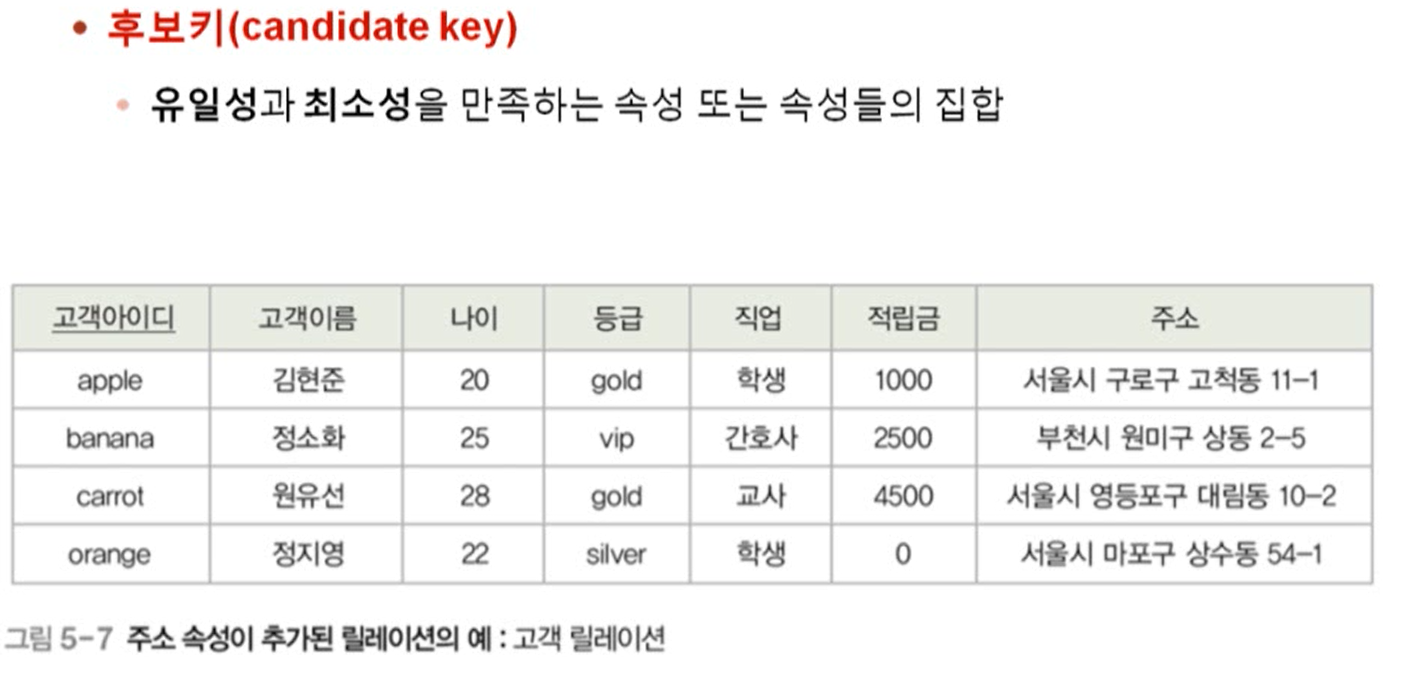 • 후보키(candidate key)
• 유일성과 최소성을 만족하는 속성 또는 속성들의 집합
고객아이디 고객이름 나이 등급 직업 적립금 주소
apple 김현준 20 gold 학생 1000 서울시 구로구 고척동 11-1
banana 정소화 25 vip 간호사 2500 부천시 원미구 상동 2-5
carrot 원유선 28 gold 교사 4500 서울시 영등포구 대림동 10-2
orange 정지영 22 silver 학생 0 서울시 마포구 상수동 54-1
그림 5-7 주소 속성이 추가된 릴레이션의 예 : 고객 릴레이션